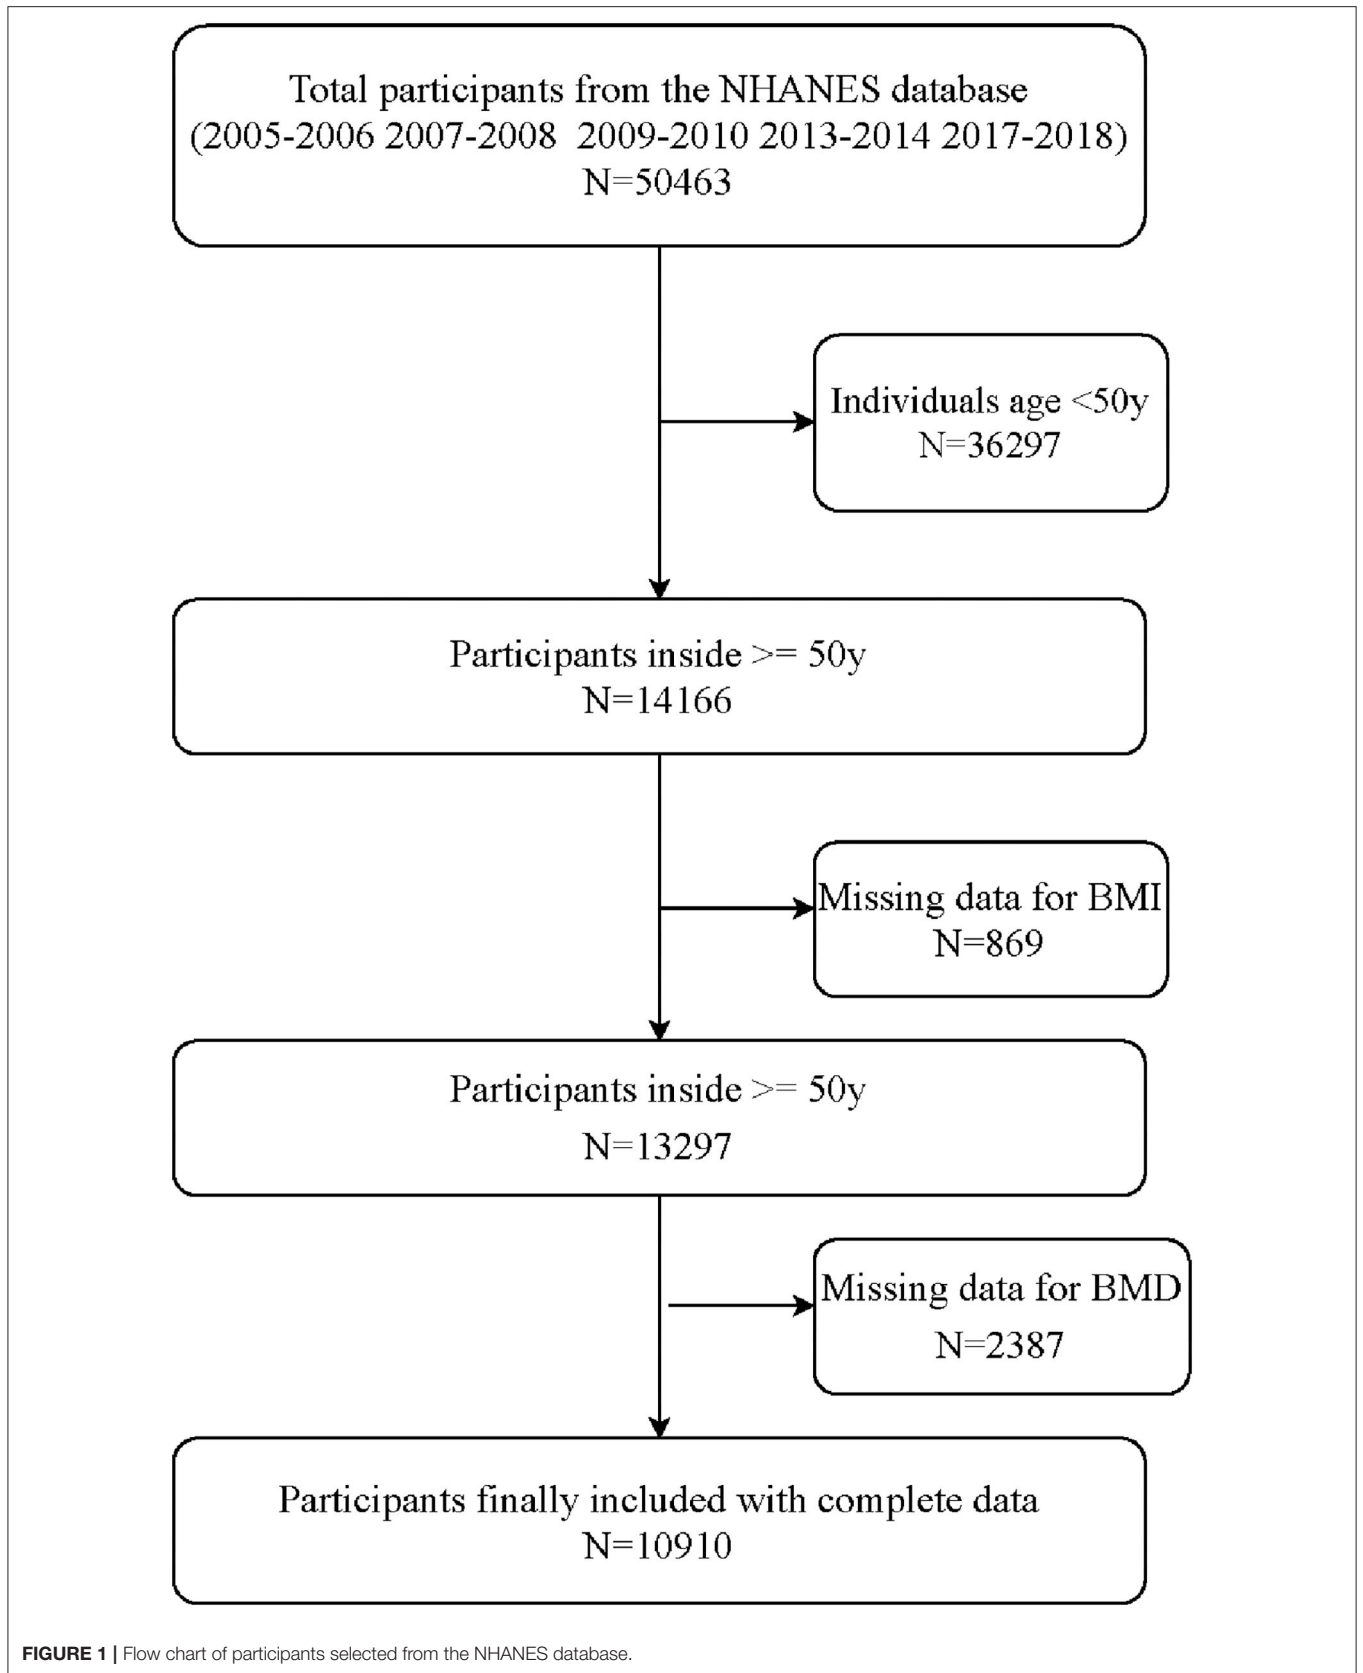 Total participants from the NHANES database
(2005-2006 2007-2008 2009-2010 2013-2014 2017-2018)
N=50463
Individuals age <50y
N=36297
Participants inside >= 50y
N=14166
Missing data for BMI
N=869
Participants inside >= 50y
N=13297
Missing data for BMD
N=2387
Participants finally included with complete data
N=10910
FIGURE 1 | Flow chart of participants selected from the NHANES database.